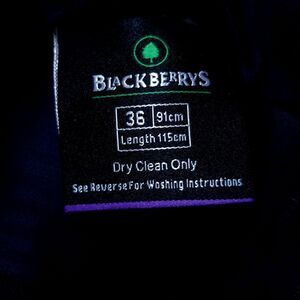 BLACKBERRYS
36 91cm
Length 115cm
Dry Clean Only
See Reverse For Washing Instructions